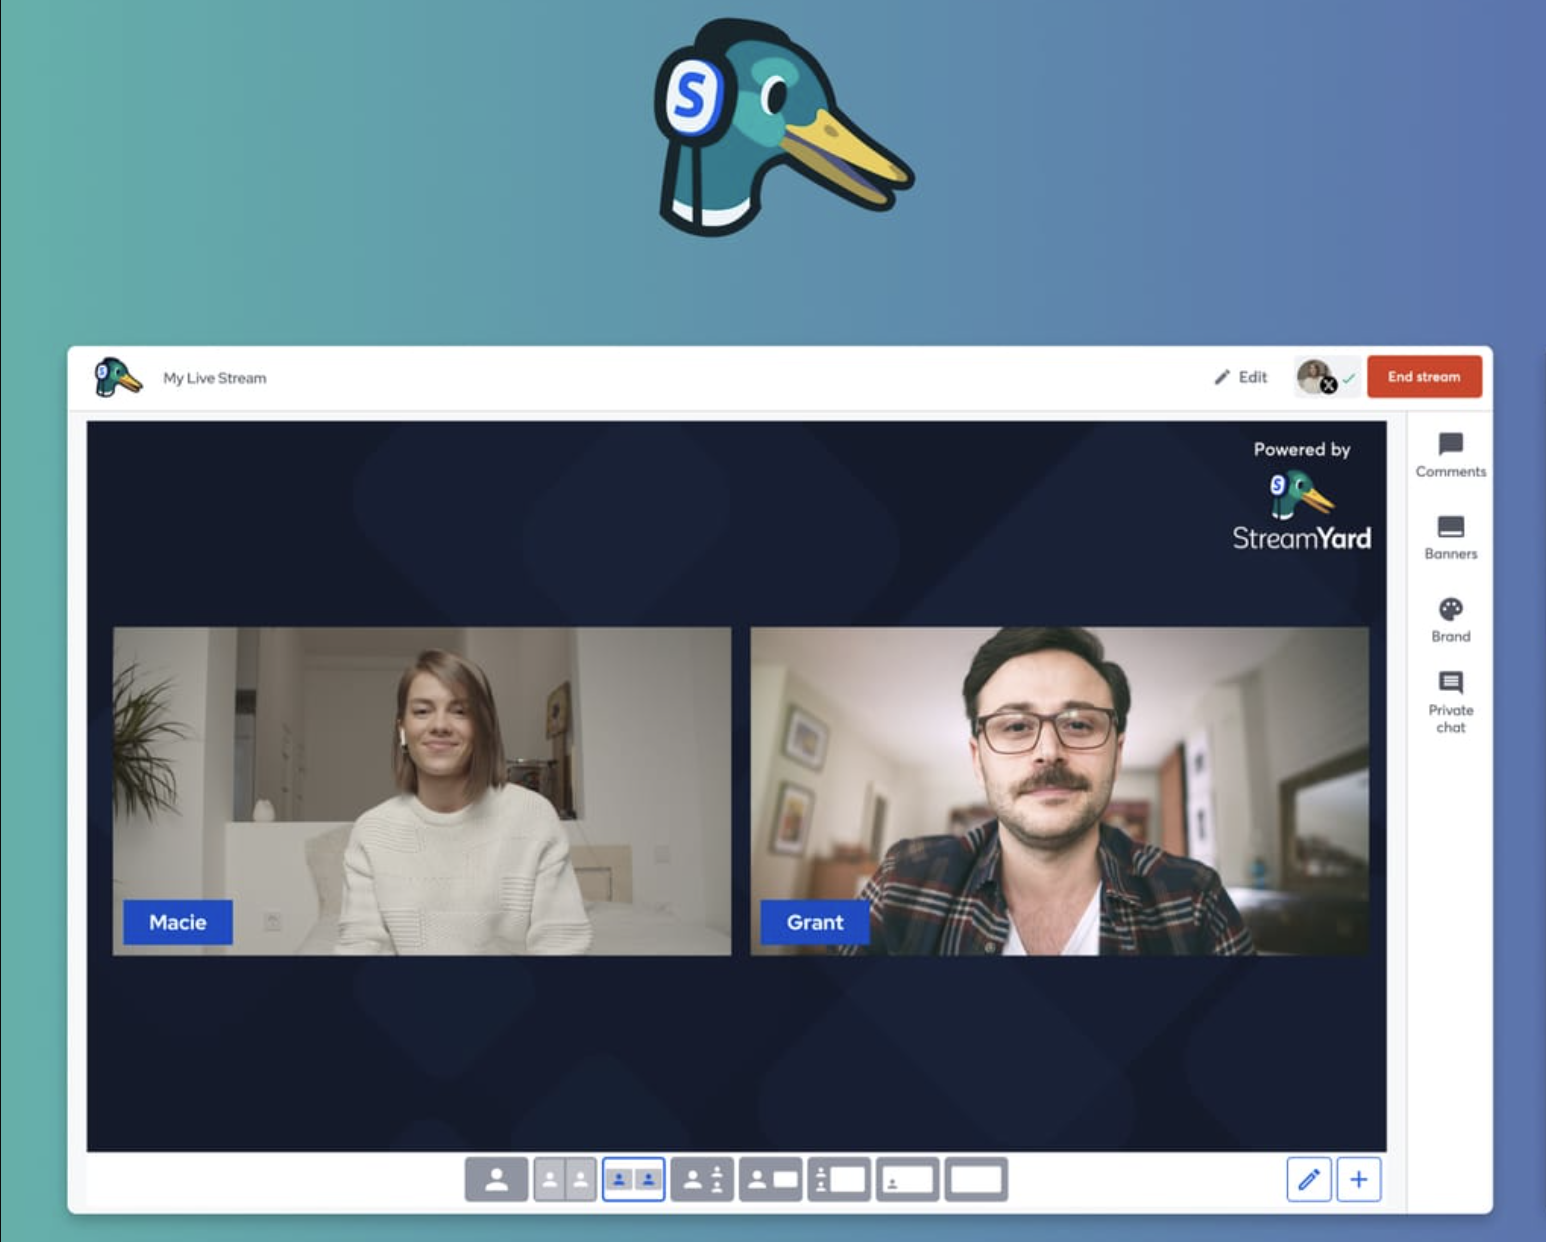 S
My Live Stream
Edit
End stream
Powered by
StreamYard
Comments
Banners
Brand
Private
chat
Macie
Grant